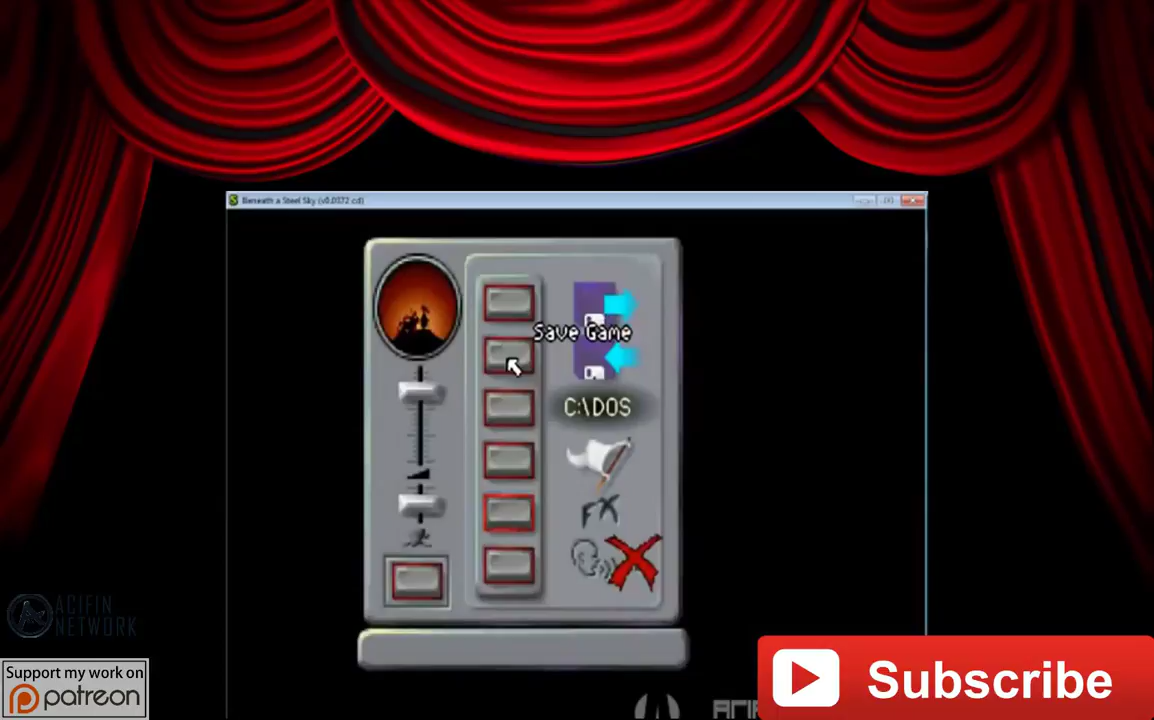 Beneath a Steel Sky (v0.0372 cd)
Save Game
C:\DOS
FX
ACIFIN
NETWORK
Support my work on
patreon
Subscribe